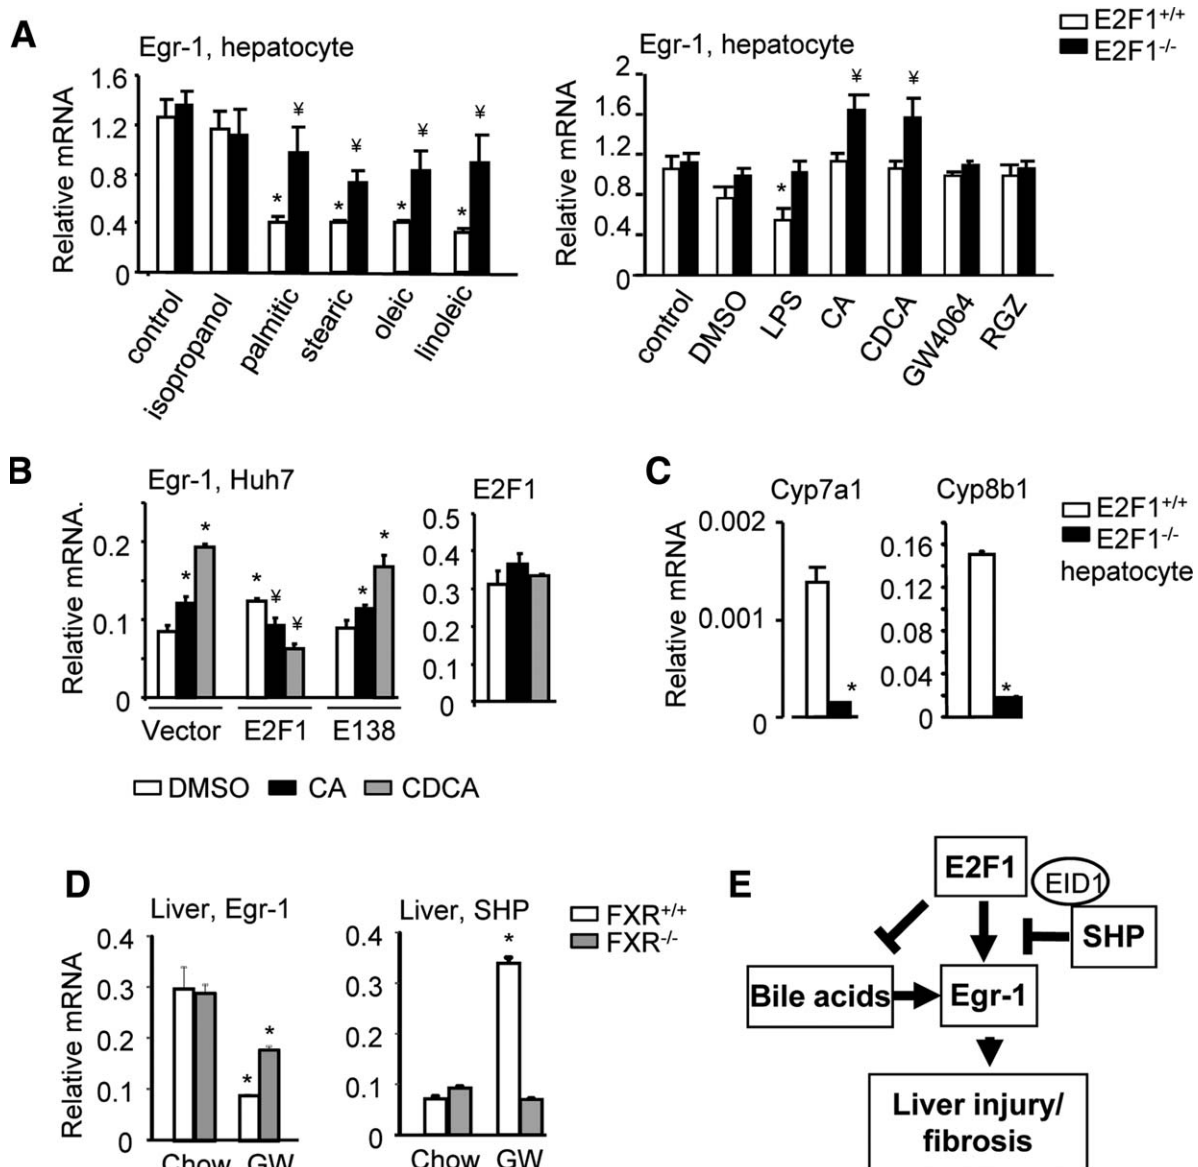 A
Egr-1, hepatocyte
Relative mRNA
1.6
1.2
0.8
0.4
0
* ¥ * ¥ * ¥ * ¥
control
isopropanol
palmitic
stearic
oleic
linoleic
Egr-1, hepatocyte
Relative mRNA
2
1.6
1.2
0.8
0.4
0
* ¥ ¥
control
DMSO
LPS
CA
CDCA
GW4064
RGZ
E2F1+/+
E2F1-/-
B
Egr-1, Huh7
Relative mRNA.
0.2
0.1
0
* * * ¥ ¥ * *
Vector E2F1 E138
E2F1
0.5
0.4
0.3
0.2
0.1
0
DMSO CA CDCA
C
Cyp7a1
Relative mRNA
0.002
0.001
0
*
Cyp8b1
0.16
0.12
0.08
0.04
0
*
E2F1+/+
E2F1-/-
hepatocyte
D
Liver, Egr-1
Relative mRNA
0.4
0.3
0.2
0.1
0
* *
Chow GW
Liver, SHP
0.4
0.3
0.2
0.1
0
*
Chow GW
FXR+/+
FXR-/-
E
E2F1
EID1
SHP
Bile acids
Egr-1
Liver injury/
fibrosis